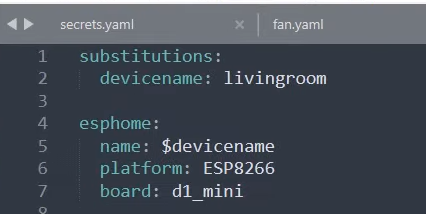 secrets.yaml × fan.yaml
1 substitutions:
2   devicename: livingroom
3
4 esphome:
5   name: $devicename
6   platform: ESP8266
7   board: d1_mini
8